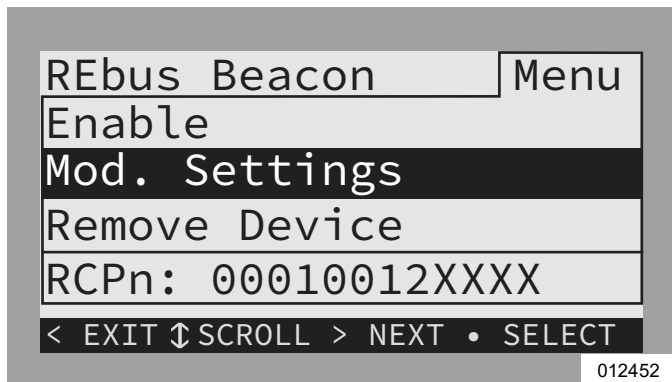 REbus Beacon Menu
Enable
Mod. Settings
Remove Device
RCPn: 00010012XXXX
< EXIT ↕ SCROLL > NEXT • SELECT
012452